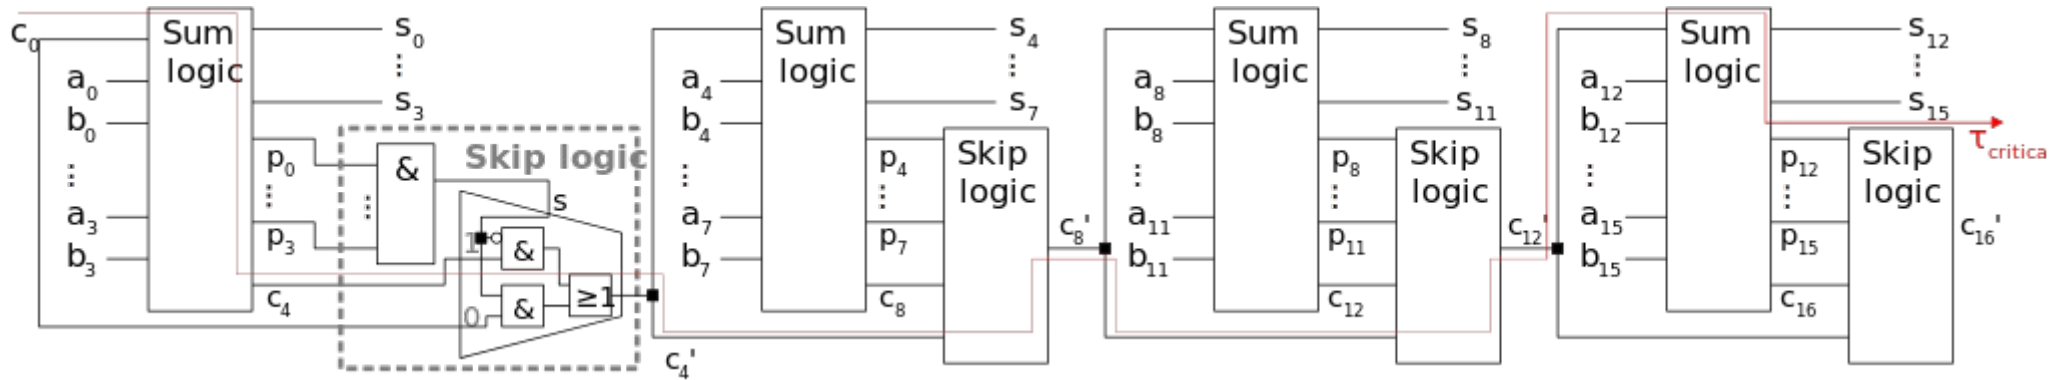 c0
Sum logic
a0
b0
⋮
a3
b3
s0
⋮
s3
p0
⋮
p3
c4
Skip logic
&
⋮
s
1
&
0
&
≥1
c4'
Sum logic
a4
b4
⋮
a7
b7
s4
⋮
s7
p4
⋮
p7
c8
Skip logic
c8'
Sum logic
a8
b8
⋮
a11
b11
s8
⋮
s11
p8
⋮
p11
c12
Skip logic
c12'
Sum logic
a12
b12
⋮
a15
b15
s12
⋮
s15
τcritica
p12
⋮
p15
c16
Skip logic
c16'